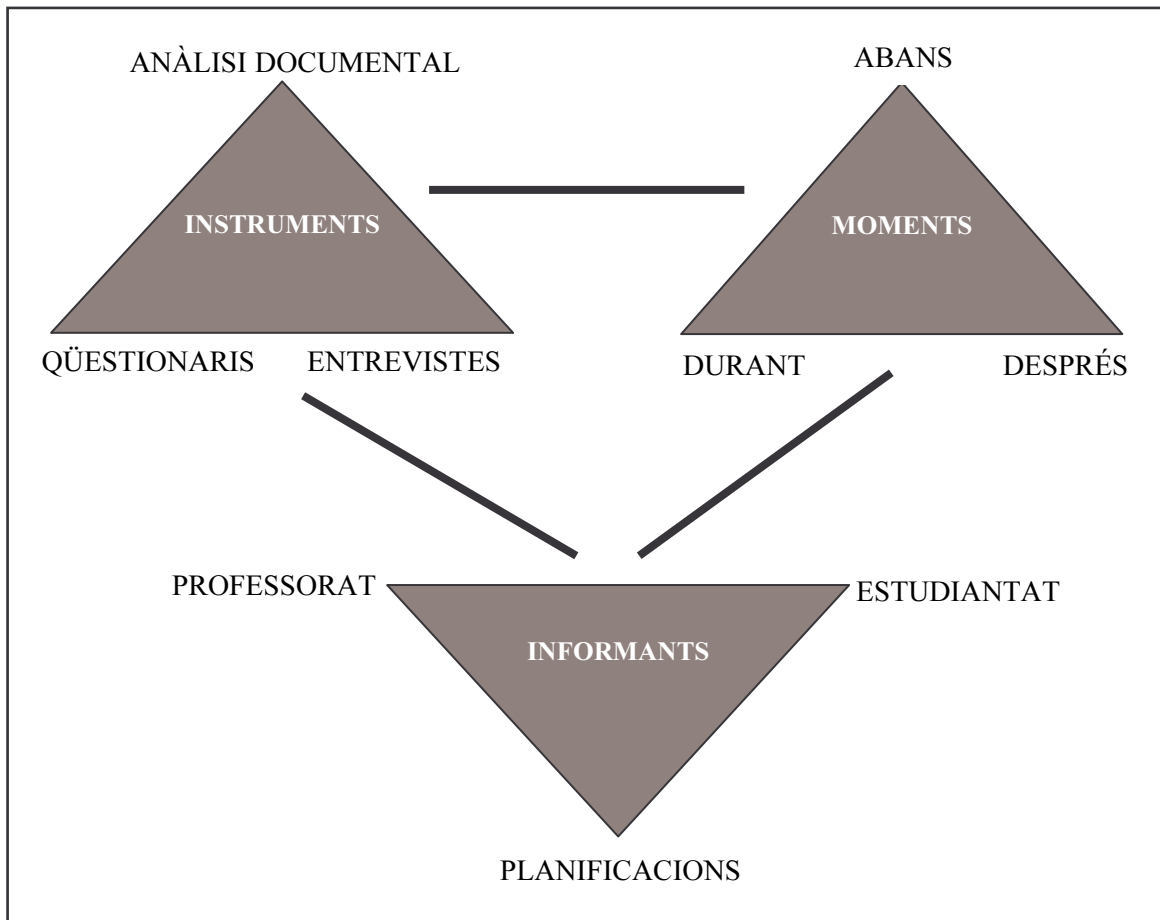 ANÀLISI DOCUMENTAL
INSTRUMENTS
QÜESTIONARIS ENTREVISTES
ABANS
MOMENTS
DURANT DESPRÉS
PROFESSORAT
ESTUDIANTAT
INFORMANTS
PLANIFICACIONS